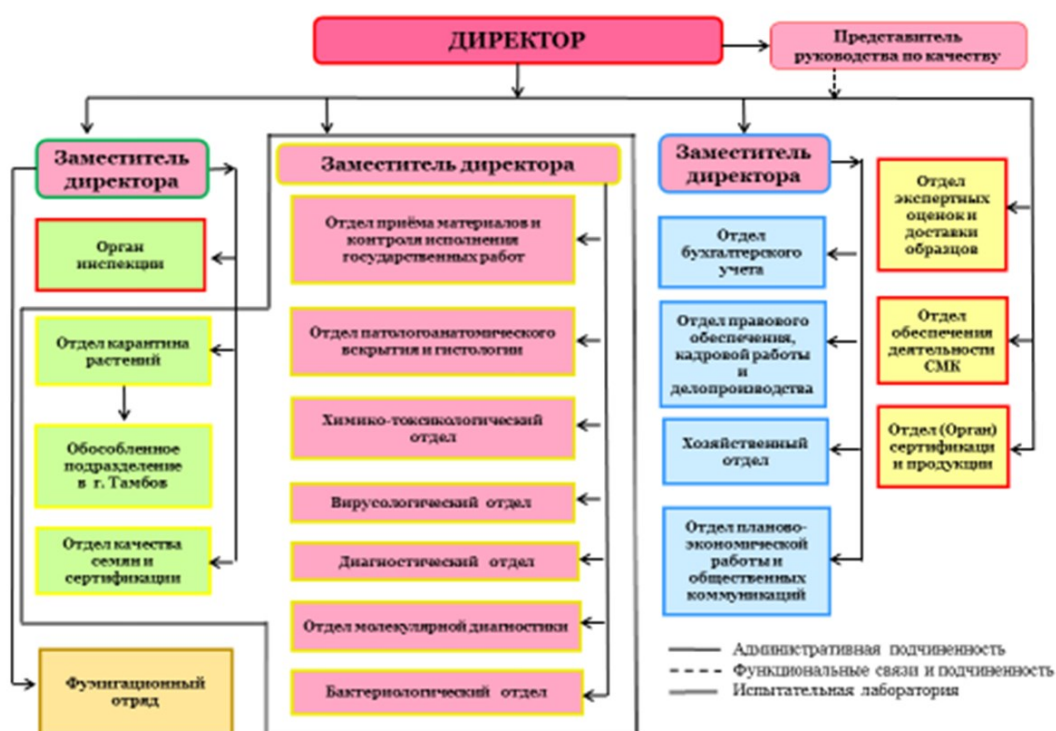 ДИРЕКТОР
Представитель
руководства по качеству
Заместитель
директора
Орган
инспекции
Отдел карантина
растений
Обособленное
подразделение
в г. Тамбов
Отдел качества
семян и
сертификации
Фумигационный
отряд
Заместитель директора
Отдел приёма материалов и
контроля исполнения
государственных работ
Отдел патологоанатомического
вскрытия и гистологии
Химико-токсикологический
отдел
Вирусологический отдел
Диагностический отдел
Отдел молекулярной диагностики
Бактериологический отдел
Заместитель
директора
Отдел
бухгалтерского
учета
Отдел правового
обеспечения,
кадровой работы
и
делопроизводства
Хозяйственный
отдел
Отдел планово-
экономической
работы и
общественных
коммуникаций
Отдел
экспертных
оценок и
доставки
образцов
Отдел
обеспечения
деятельности
СМК
Отдел (Орган)
сертификаци
и продукции
Административная подчиненность
Функциональные связи и подчиненность
Испытательная лаборатория